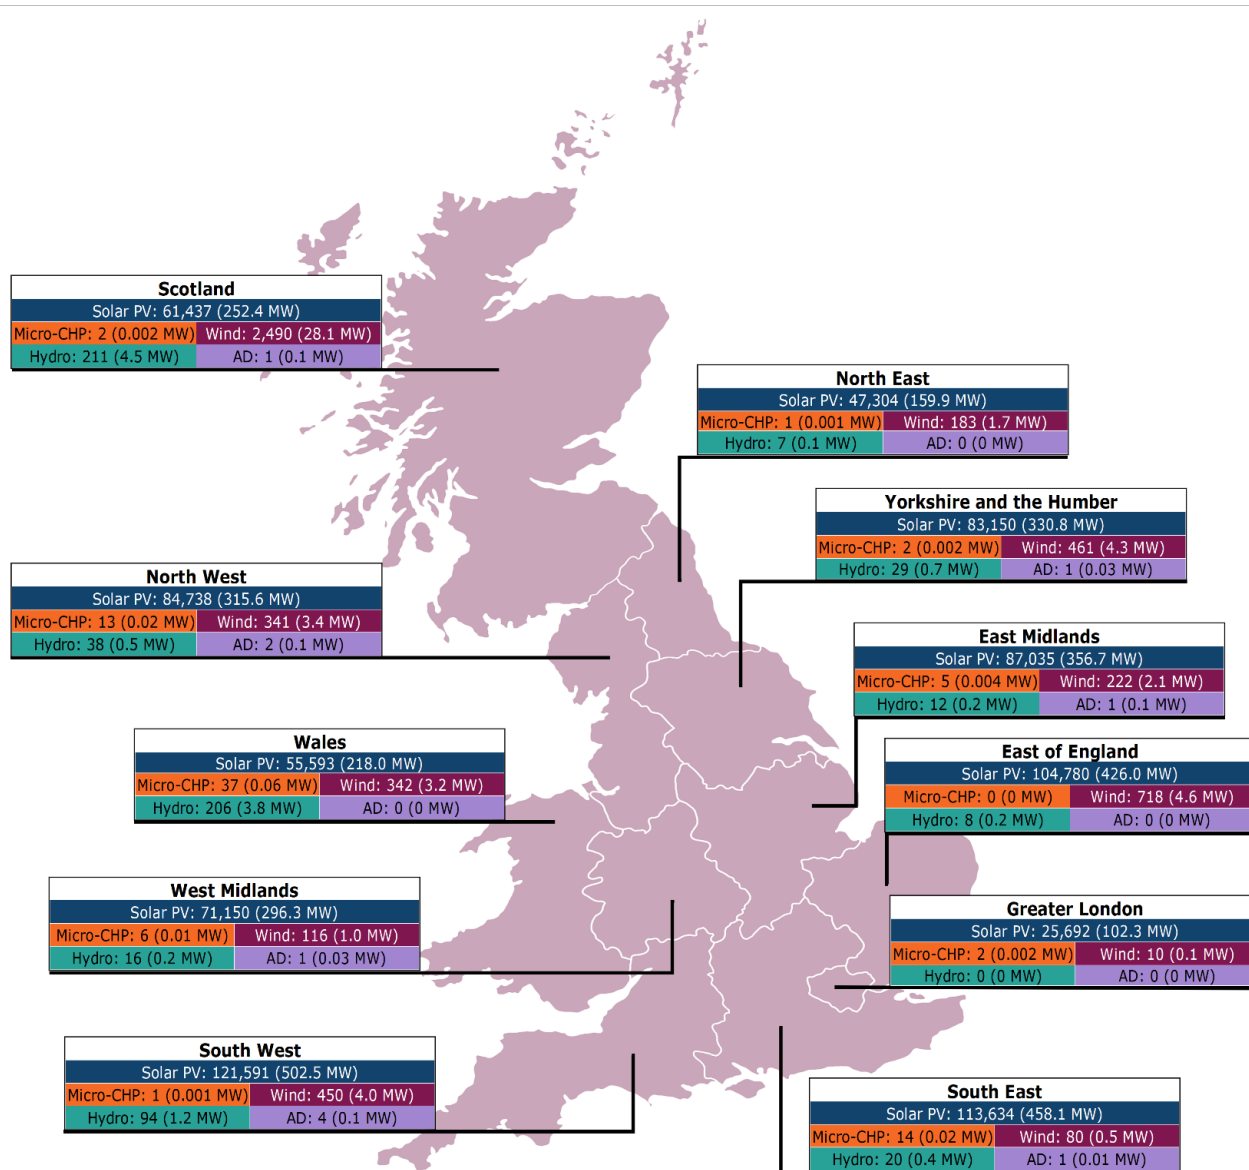 Scotland
Solar PV: 61,437 (252.4 MW)
Micro-CHP: 2 (0.002 MW) Wind: 2,490 (28.1 MW)
Hydro: 211 (4.5 MW) AD: 1 (0.1 MW)
North East
Solar PV: 47,304 (159.9 MW)
Micro-CHP: 1 (0.001 MW) Wind: 183 (1.7 MW)
Hydro: 7 (0.1 MW) AD: 0 (0 MW)
Yorkshire and the Humber
Solar PV: 83,150 (330.8 MW)
Micro-CHP: 2 (0.002 MW) Wind: 461 (4.3 MW)
Hydro: 29 (0.7 MW) AD: 1 (0.03 MW)
North West
Solar PV: 84,738 (315.6 MW)
Micro-CHP: 13 (0.02 MW) Wind: 341 (3.4 MW)
Hydro: 38 (0.5 MW) AD: 2 (0.1 MW)
East Midlands
Solar PV: 87,035 (356.7 MW)
Micro-CHP: 5 (0.004 MW) Wind: 222 (2.1 MW)
Hydro: 12 (0.2 MW) AD: 1 (0.1 MW)
Wales
Solar PV: 55,593 (218.0 MW)
Micro-CHP: 37 (0.06 MW) Wind: 342 (3.2 MW)
Hydro: 206 (3.8 MW) AD: 0 (0 MW)
East of England
Solar PV: 104,780 (426.0 MW)
Micro-CHP: 0 (0 MW) Wind: 718 (4.6 MW)
Hydro: 8 (0.2 MW) AD: 0 (0 MW)
West Midlands
Solar PV: 71,150 (296.3 MW)
Micro-CHP: 6 (0.01 MW) Wind: 116 (1.0 MW)
Hydro: 16 (0.2 MW) AD: 1 (0.03 MW)
Greater London
Solar PV: 25,692 (102.3 MW)
Micro-CHP: 2 (0.002 MW) Wind: 10 (0.1 MW)
Hydro: 0 (0 MW) AD: 0 (0 MW)
South West
Solar PV: 121,591 (502.5 MW)
Micro-CHP: 1 (0.001 MW) Wind: 450 (4.0 MW)
Hydro: 94 (1.2 MW) AD: 4 (0.1 MW)
South East
Solar PV: 113,634 (458.1 MW)
Micro-CHP: 14 (0.02 MW) Wind: 80 (0.5 MW)
Hydro: 20 (0.4 MW) AD: 1 (0.01 MW)